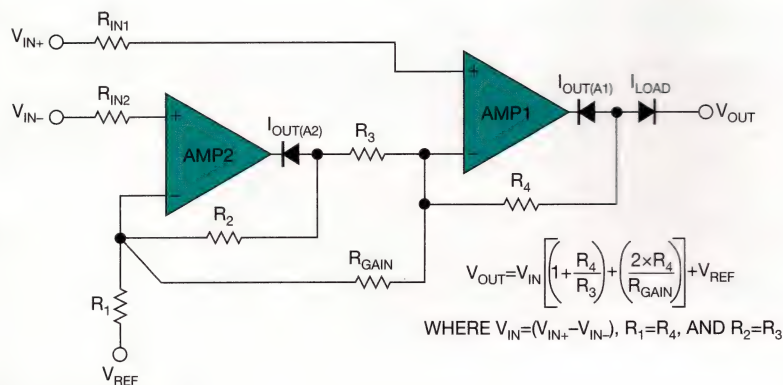 V_IN+
R_IN1
V_IN–
R_IN2
AMP2
I_OUT(A2)
R_3
AMP1
I_OUT(A1)
I_LOAD
V_OUT
R_2
R_4
R_GAIN
R_1
V_REF
V_OUT=V_IN[(1+R_4/R_3)+(2×R_4/R_GAIN)]+V_REF
WHERE V_IN=(V_IN+–V_IN–), R_1=R_4, AND R_2=R_3